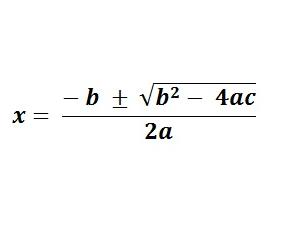 x = (−b ± √(b² − 4ac)) / 2a